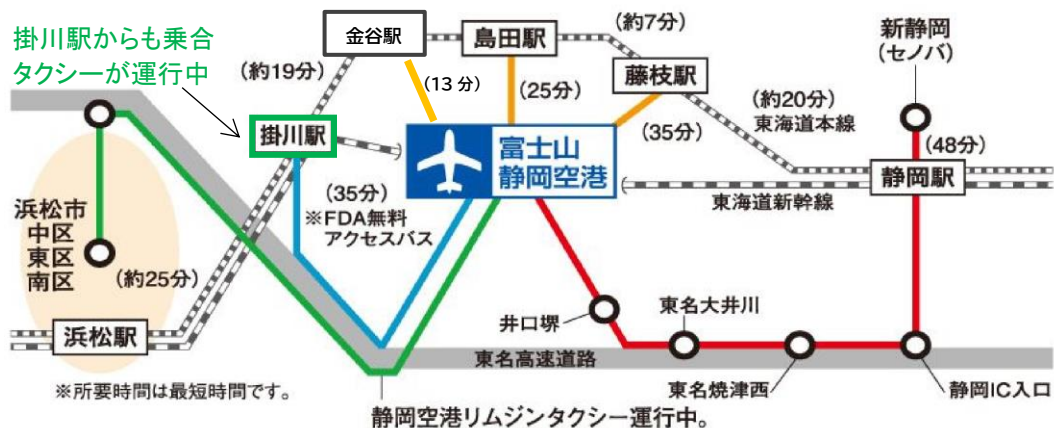 掛川駅からも乗合
タクシーが運行中
金谷駅
島田駅
(約7分)
藤枝駅
新静岡
(セノバ)
(約19分)
(13分)
(25分)
(35分)
(約20分)
東海道本線
掛川駅
富士山
静岡空港
(48分)
静岡駅
東海道新幹線
(35分)
※FDA無料
アクセスバス
浜松市
中区
東区
南区
(約25分)
浜松駅
井口堺
東名大井川
東名高速道路
東名焼津西
静岡IC入口
※所要時間は最短時間です。
静岡空港リムジンタクシー運行中。